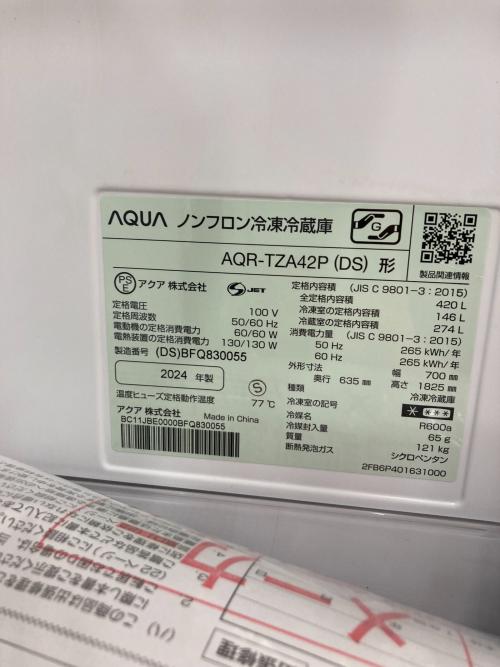 AQUA ノンフロン冷凍冷蔵庫
G
AQR-TZA42P (DS) 形
製品関連情報
PS E アクア 株式会社 S JET
定格電圧 100 V
定格周波数 50/60 Hz
電動機の定格消費電力 60/60 W
電熱装置の定格消費電力 130/130 W
製造番号 (DS)BFQ830055
2024 年製
S
温度ヒューズ定格動作温度 77℃
アクア 株式会社 Made in China
BC11JBE0000BFQ830055
定格内容積 (JIS C 9801-3 : 2015)
全定格内容積 420 L
冷凍室の定格内容積 146 L
冷蔵室の定格内容積 274 L
消費電力量 (JIS C 9801-3 : 2015)
50 Hz 265 kWh/年
60 Hz 265 kWh/年
外形寸法 幅 700 mm
奥行 635 mm 高さ 1825 mm
種類 冷凍冷蔵庫
冷凍室の記号 * ***
冷媒名 R600a
冷媒封入量 65 g
質量 121 kg
断熱発泡ガス シクロペンタン
2FB6P401631000
メーカ
修理